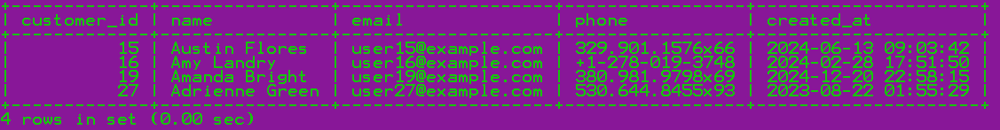 +-------------+----------------+--------------------+------------------+---------------------+
| customer_id | name           | email              | phone            | created_at          |
+-------------+----------------+--------------------+------------------+---------------------+
|          15 | Austin Flores  | user15@example.com | 329.901.1576x66  | 2024-06-13 09:03:42 |
|          16 | Amy Landry     | user16@example.com | +1-278-019-3748  | 2024-02-28 17:51:50 |
|          19 | Amanda Bright  | user19@example.com | 380.981.9798x69  | 2024-12-20 22:58:15 |
|          27 | Adrienne Green | user27@example.com | 530.644.8455x93  | 2023-08-22 01:55:29 |
+-------------+----------------+--------------------+------------------+---------------------+
4 rows in set (0.00 sec)